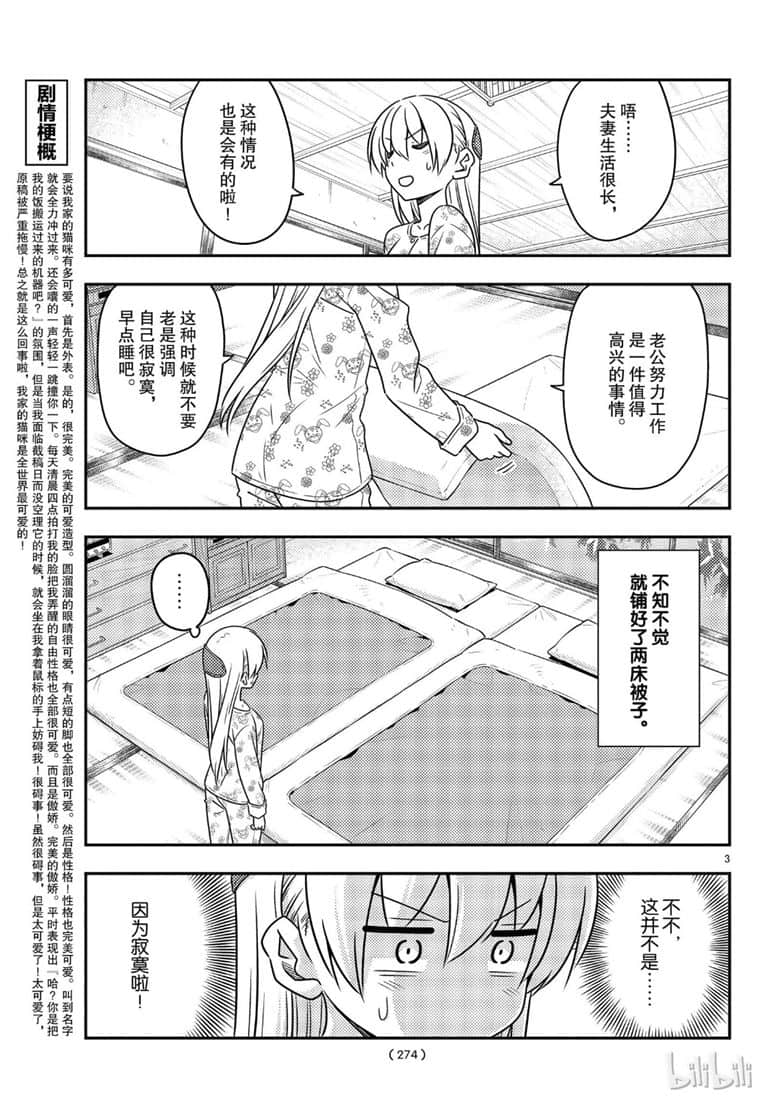 唔……
夫妻生活很长，
这种情况
也是会有的啦！
老公努力工作
是一件值得
高兴的事情。
这种时候就不要
老是强调
自己很寂寞，
早点睡吧。
不知不觉
就铺好了两床被子。
……
3
不不，
这并不是……
因为寂寞啦！
剧情梗概
要说我家的猫咪有多可爱，首先是外表。是的，很完美。完美的可爱造型。圆溜溜的眼睛很可爱，有点短的脚也全部很可爱。然后是性格！性格也完美可爱。叫到名字
就会全力冲过来。还会嚷的一声轻轻一跳撞你一下。每天清晨四点拍打我的脸把我弄醒的自由性格也全部很可爱。而且是傲娇。完美的傲娇。平时表现出『哈？你是把
我的饭搬运过来的机器吧？』的氛围，但是当我面临截稿日而没空理它的时候，就会坐在我拿着鼠标的手上妨碍我！很碍事！虽然很碍事，但是太可爱了！太可爱了，
原稿被严重拖慢！总之就是这么回事啦，我家的猫咪是全世界最可爱的！
(274)
bilibili